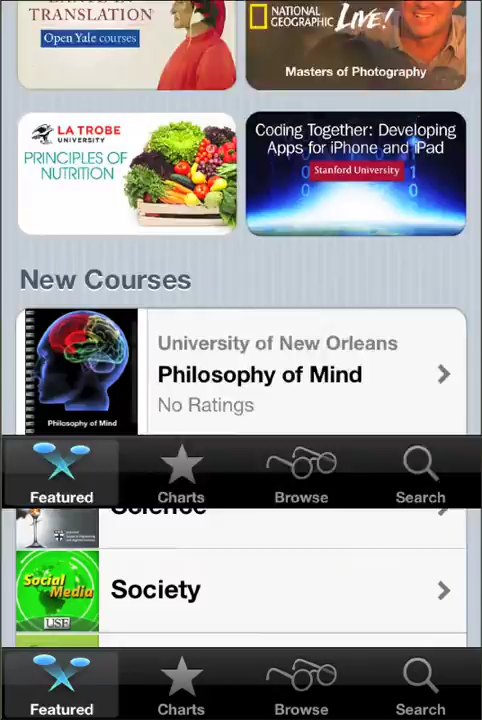 TRANSLATION
Open Yale courses
NATIONAL
GEOGRAPHIC LIVE!
Masters of Photography
LA TROBE
UNIVERSITY
PRINCIPLES OF
NUTRITION
Coding Together: Developing
Apps for iPhone and iPad
Stanford University
New Courses
University of New Orleans
Philosophy of Mind
Philosophy of Mind
No Ratings
Featured
Charts
Browse
Search
Science
Social
Media
USF
Society
Featured
Charts
Browse
Search